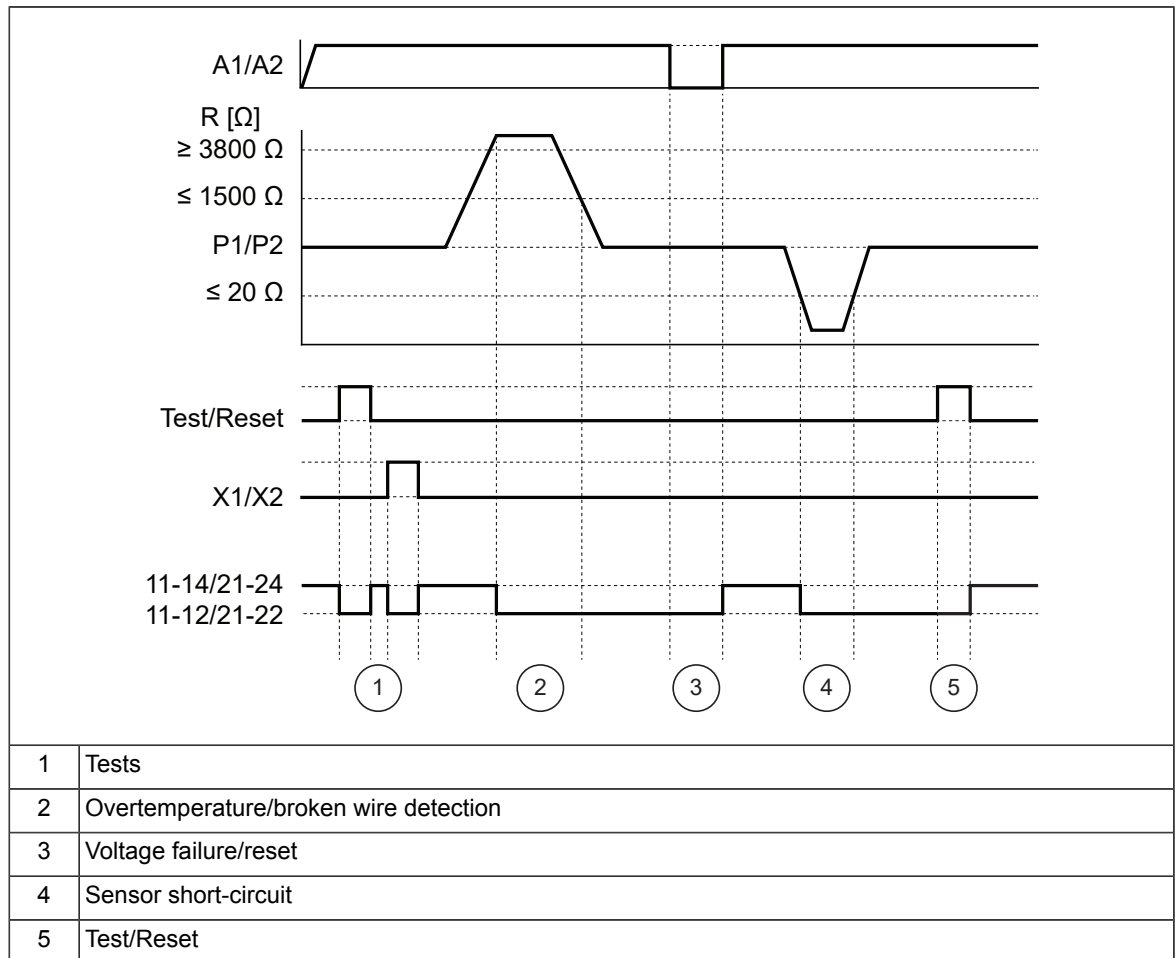 A1/A2
R [Ω]
≥ 3800 Ω
≤ 1500 Ω
P1/P2
≤ 20 Ω
Test/Reset
X1/X2
11-14/21-24
11-12/21-22
1 2 3 4 5
1 Tests
2 Overtemperature/broken wire detection
3 Voltage failure/reset
4 Sensor short-circuit
5 Test/Reset